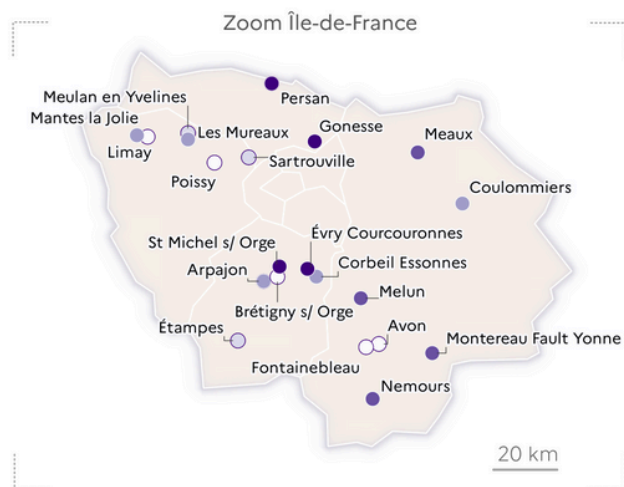 Zoom Île-de-France
Persan
Meulan en Yvelines
Mantes la Jolie
Les Mureaux
Gonesse
Meaux
Limay
Sartrouville
Poissy
Coulommiers
Évry Courcouronnes
St Michel s/ Orge
Corbeil Essonnes
Arpajon
Melun
Brétigny s/ Orge
Étampes
Avon
Montereau Fault Yonne
Fontainebleau
Nemours
20 km